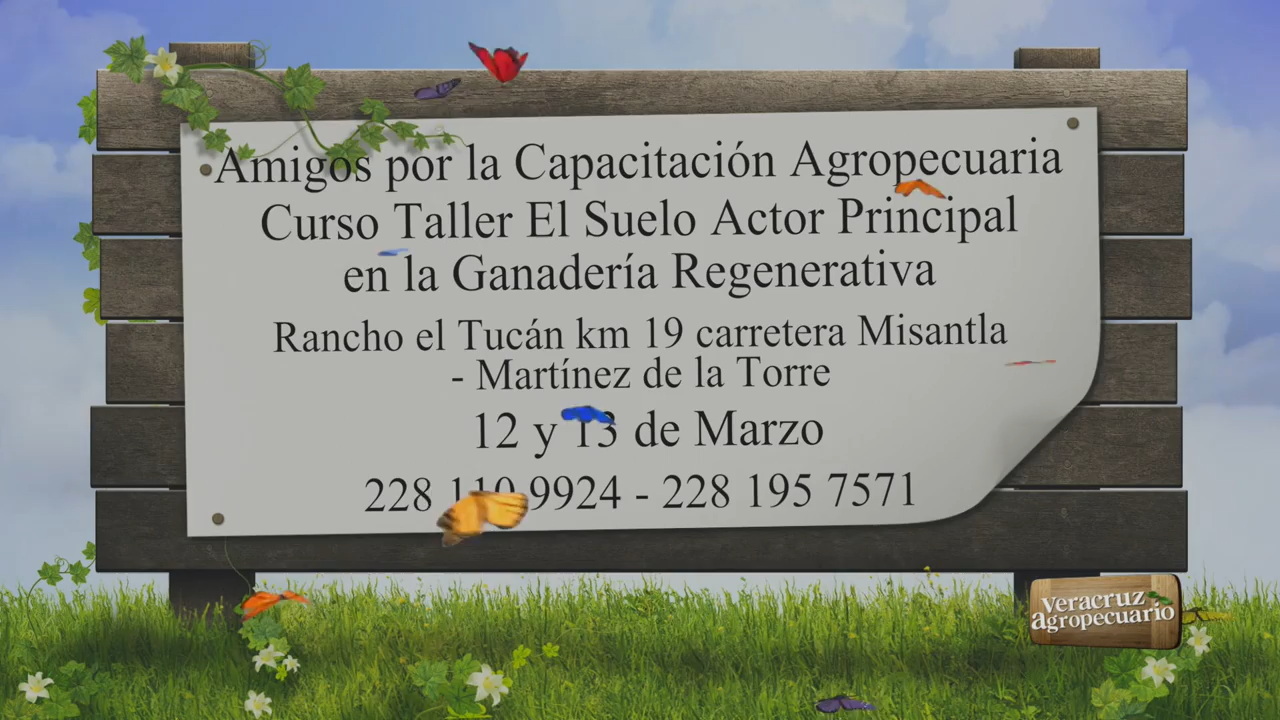 Amigos por la Capacitación Agropecuaria
Curso Taller El Suelo Actor Principal
en la Ganadería Regenerativa
Rancho el Tucán km 19 carretera Misantla
- Martínez de la Torre
12 y 13 de Marzo
228 110 9924 - 228 195 7571
veracruz
agropecuario